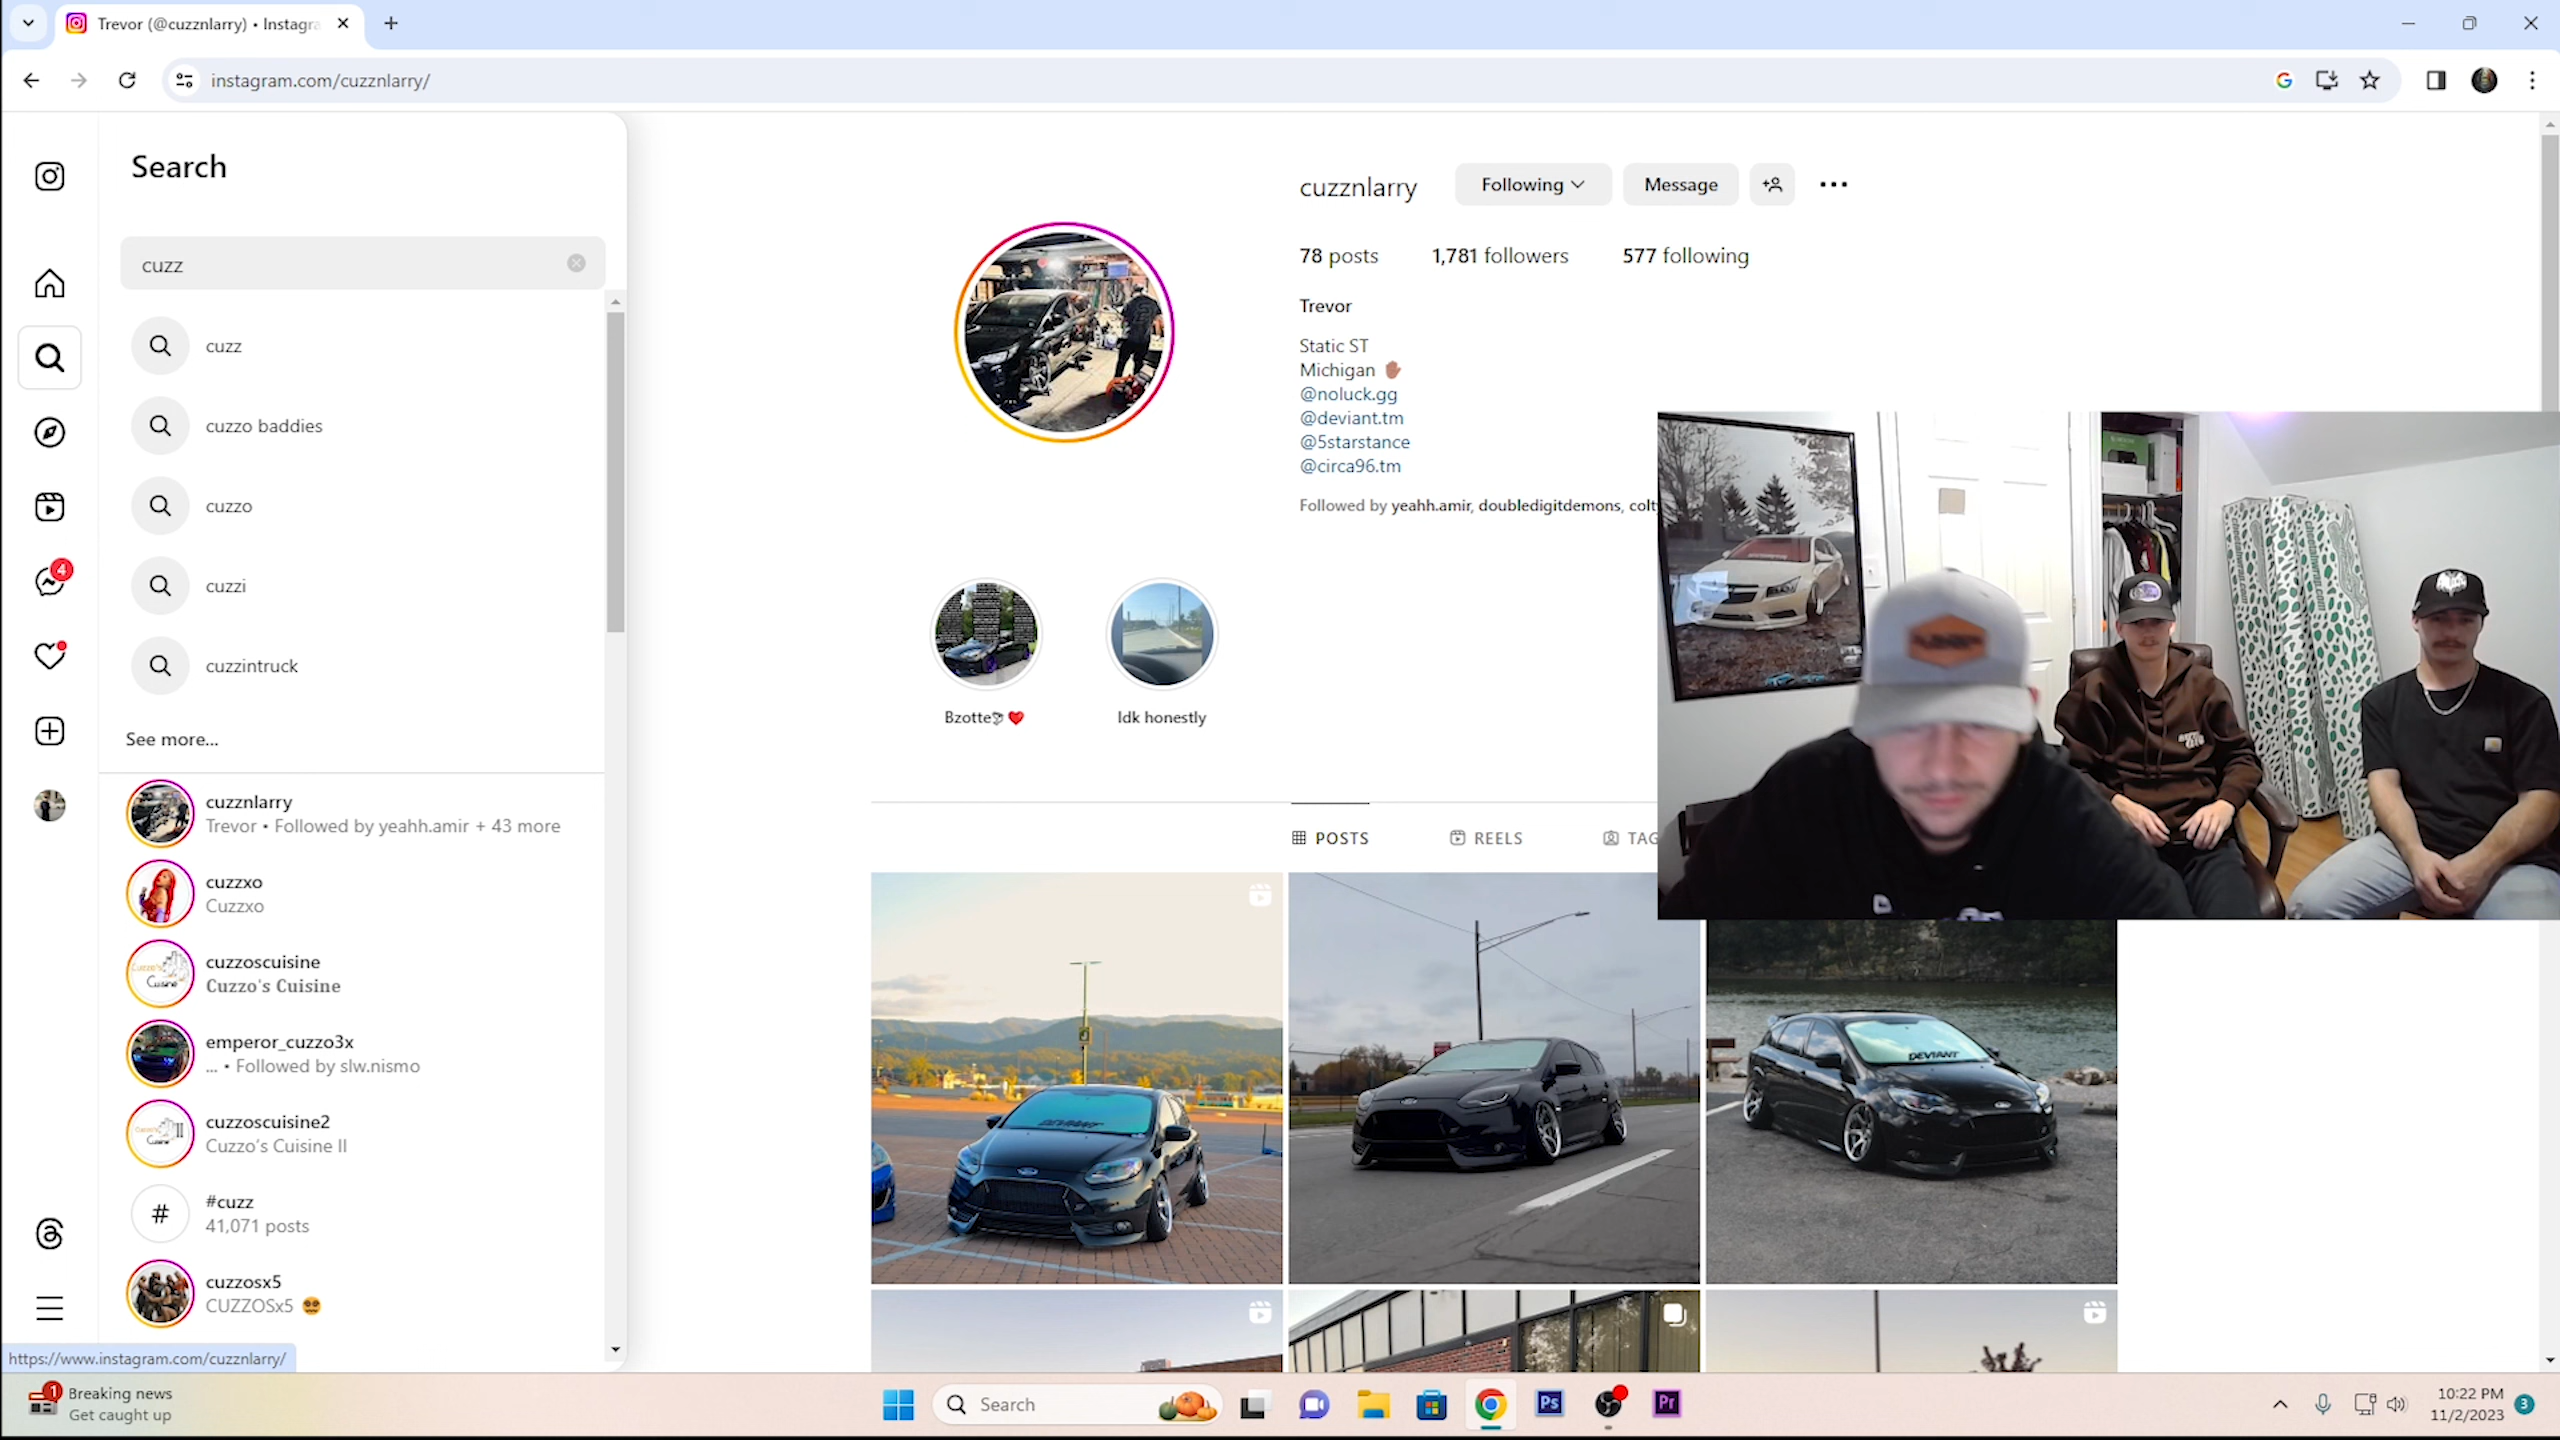 Trevor (@cuzznlarry) • Instagra
instagram.com/cuzznlarry/
Search
cuzz
cuzz
cuzzo baddies
cuzzo
cuzzi
cuzzintruck
See more...
cuzznlarry
Trevor • Followed by yeahh.amir + 43 more
cuzzxo
Cuzzxo
cuzzoscuisine
Cuzzo's Cuisine
emperor_cuzzo3x
... • Followed by slw.nismo
cuzzoscuisine2
Cuzzo's Cuisine II
#
#cuzz
41,071 posts
cuzzosx5
CUZZOSx5
4
https://www.instagram.com/cuzznlarry/
cuzznlarry
Following
Message
78 posts
1,781 followers
577 following
Trevor
Static ST
Michigan
@noluck.gg
@deviant.tm
@5starstance
@circa96.tm
Followed by yeahh.amir, doubledigitdemons, colt
Bzotte
Idk honestly
POSTS
REELS
TAG
DEVIANT
DEVIANT
1
Breaking news
Get caught up
Search
Ps
Pr
10:22 PM
11/2/2023
3